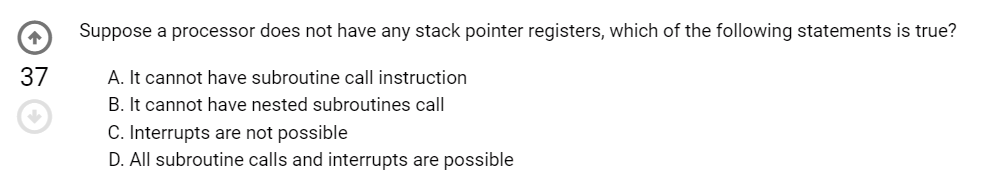 Suppose a processor does not have any stack pointer registers, which of the following statements is true?
37
A. It cannot have subroutine call instruction
B. It cannot have nested subroutines call
C. Interrupts are not possible
D. All subroutine calls and interrupts are possible